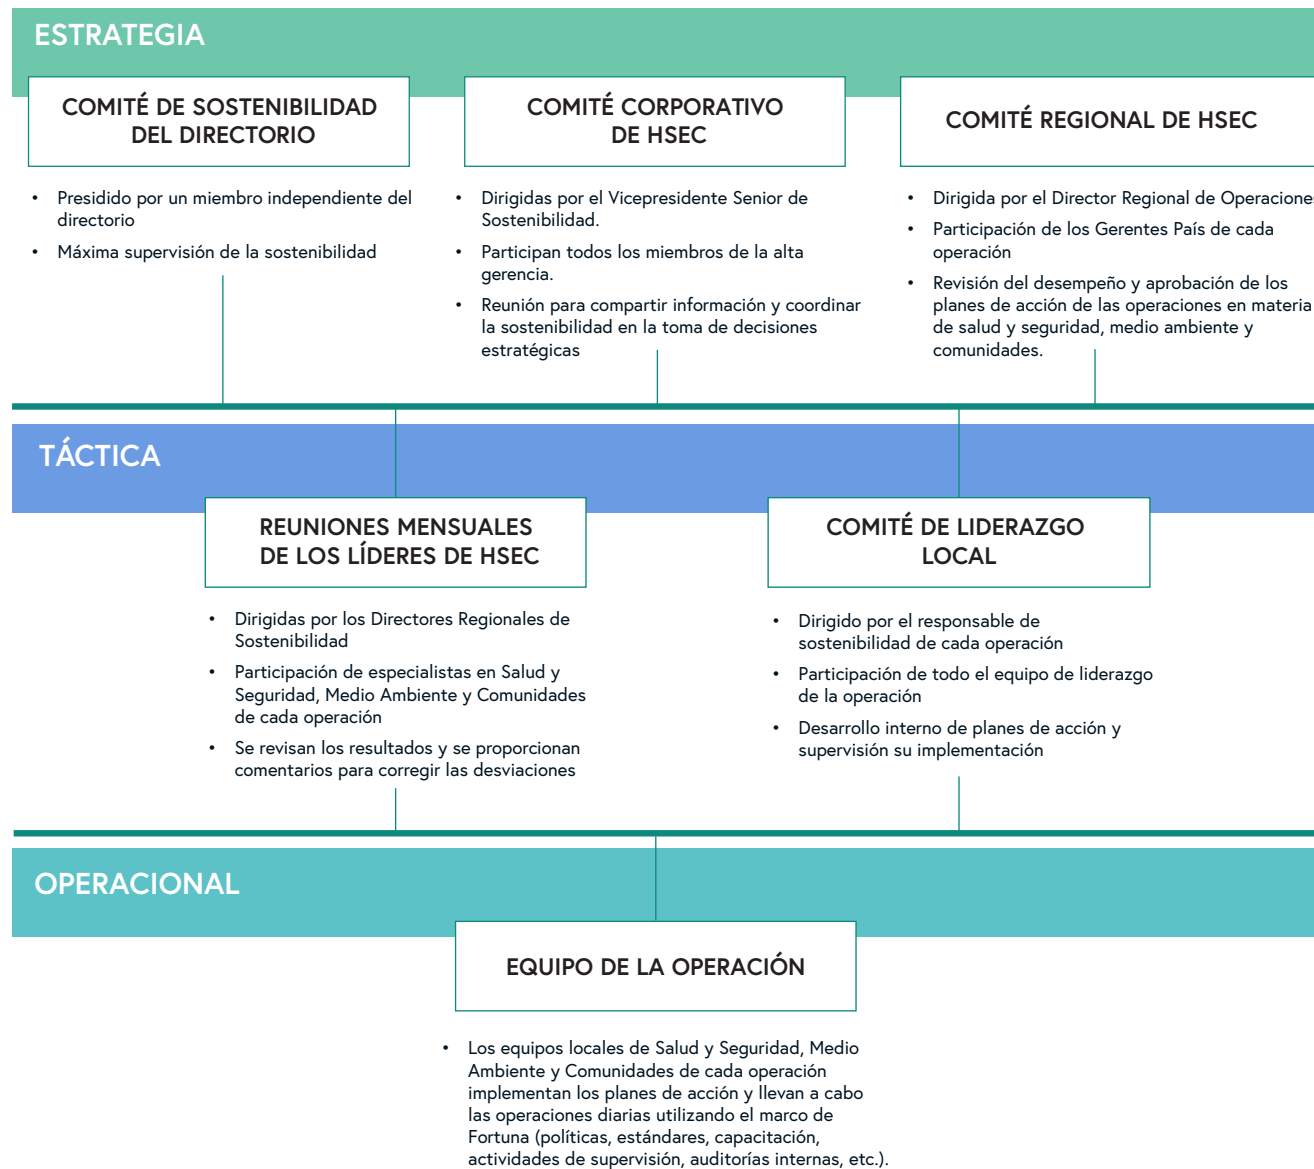 ESTRATEGIA
COMITÉ DE SOSTENIBILIDAD
DEL DIRECTORIO
• Presidido por un miembro independiente del
directorio
• Máxima supervisión de la sostenibilidad
COMITÉ CORPORATIVO
DE HSEC
• Dirigidas por el Vicepresidente Senior de
Sostenibilidad.
• Participan todos los miembros de la alta
gerencia.
• Reunión para compartir información y coordinar
la sostenibilidad en la toma de decisiones
estratégicas
COMITÉ REGIONAL DE HSEC
• Dirigida por el Director Regional de Operaciones
• Participación de los Gerentes País de cada
operación
• Revisión del desempeño y aprobación de los
planes de acción de las operaciones en materia
de salud y seguridad, medio ambiente y
comunidades.
TÁCTICA
REUNIONES MENSUALES
DE LOS LÍDERES DE HSEC
• Dirigidas por los Directores Regionales de
Sostenibilidad
• Participación de especialistas en Salud y
Seguridad, Medio Ambiente y Comunidades
de cada operación
• Se revisan los resultados y se proporcionan
comentarios para corregir las desviaciones
COMITÉ DE LIDERAZGO
LOCAL
• Dirigido por el responsable de
sostenibilidad de cada operación
• Participación de todo el equipo de liderazgo
de la operación
• Desarrollo interno de planes de acción y
supervisión su implementación
OPERACIONAL
EQUIPO DE LA OPERACIÓN
• Los equipos locales de Salud y Seguridad, Medio
Ambiente y Comunidades de cada operación
implementan los planes de acción y llevan a cabo
las operaciones diarias utilizando el marco de
Fortuna (políticas, estándares, capacitación,
actividades de supervisión, auditorías internas, etc.).